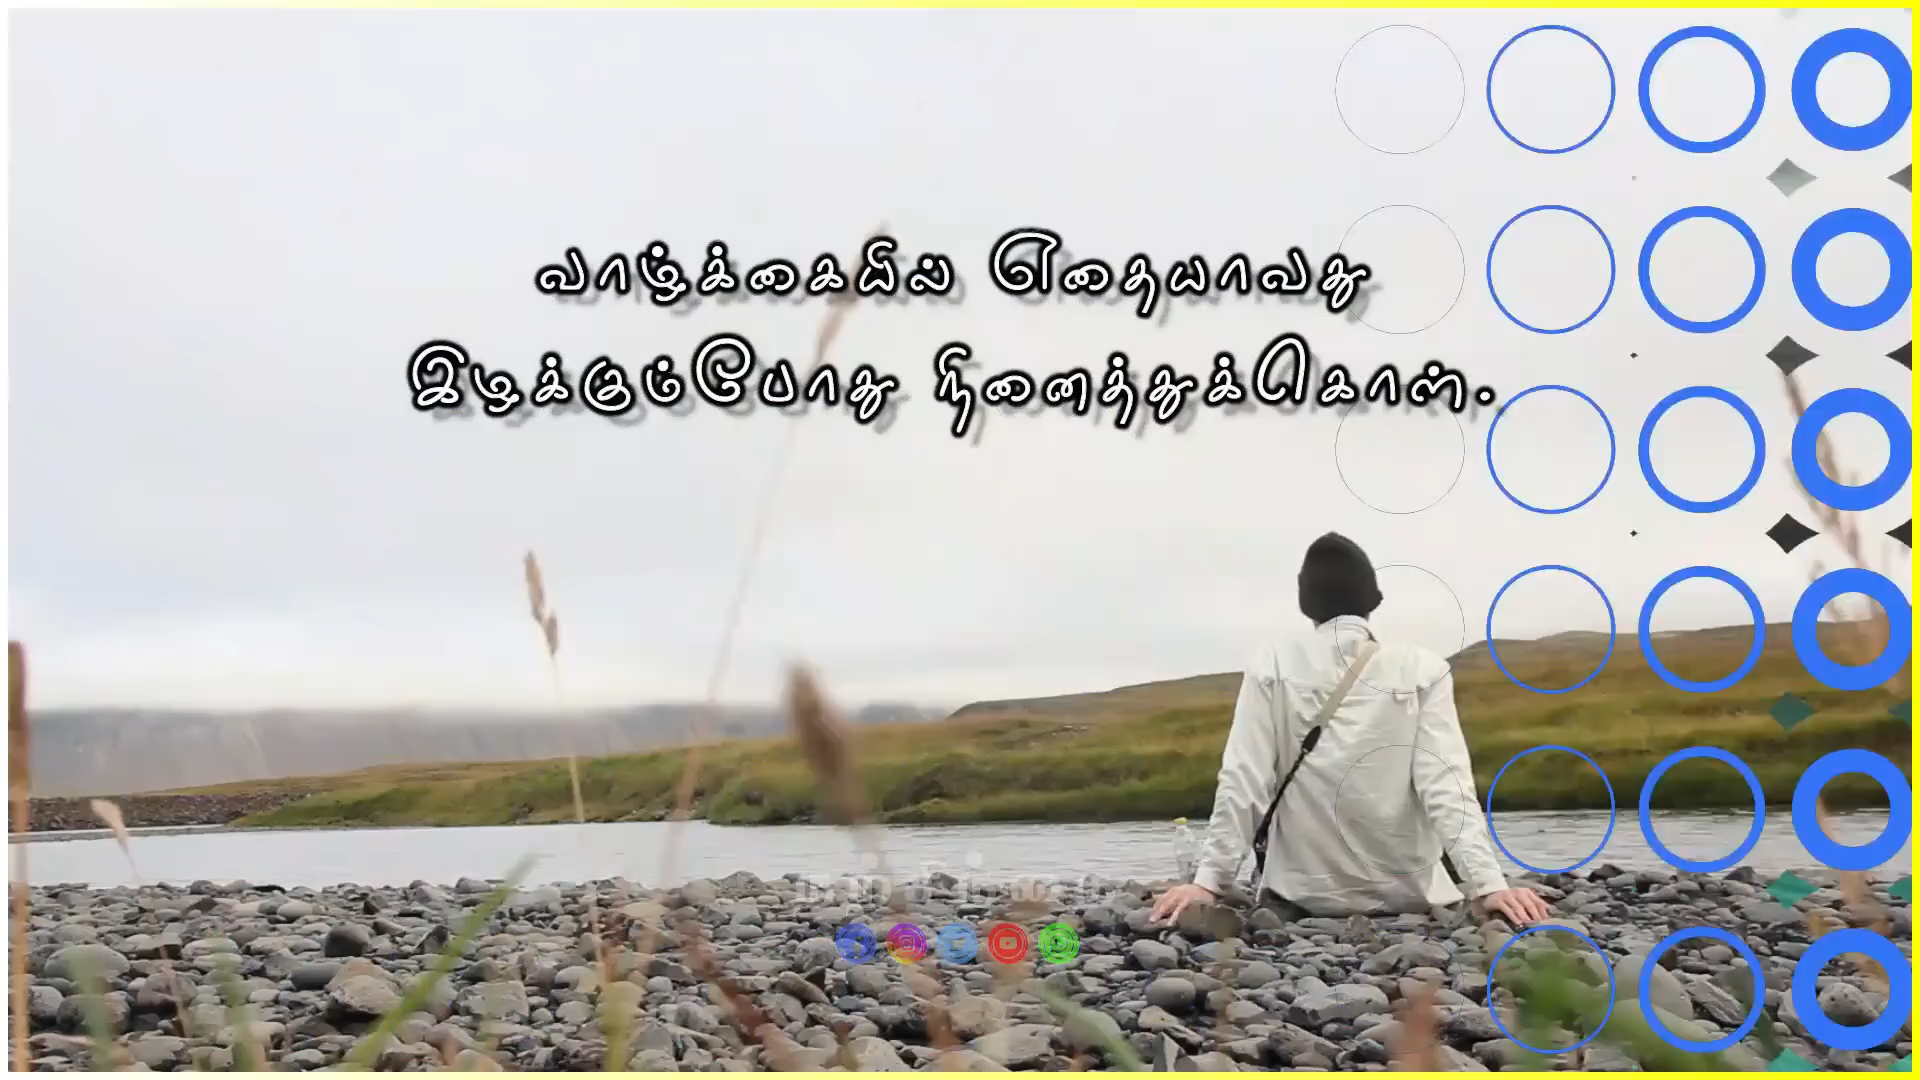 வாழ்க்கையில் எதையாவது
இழக்கும்போது நினைத்துக்கொள்.